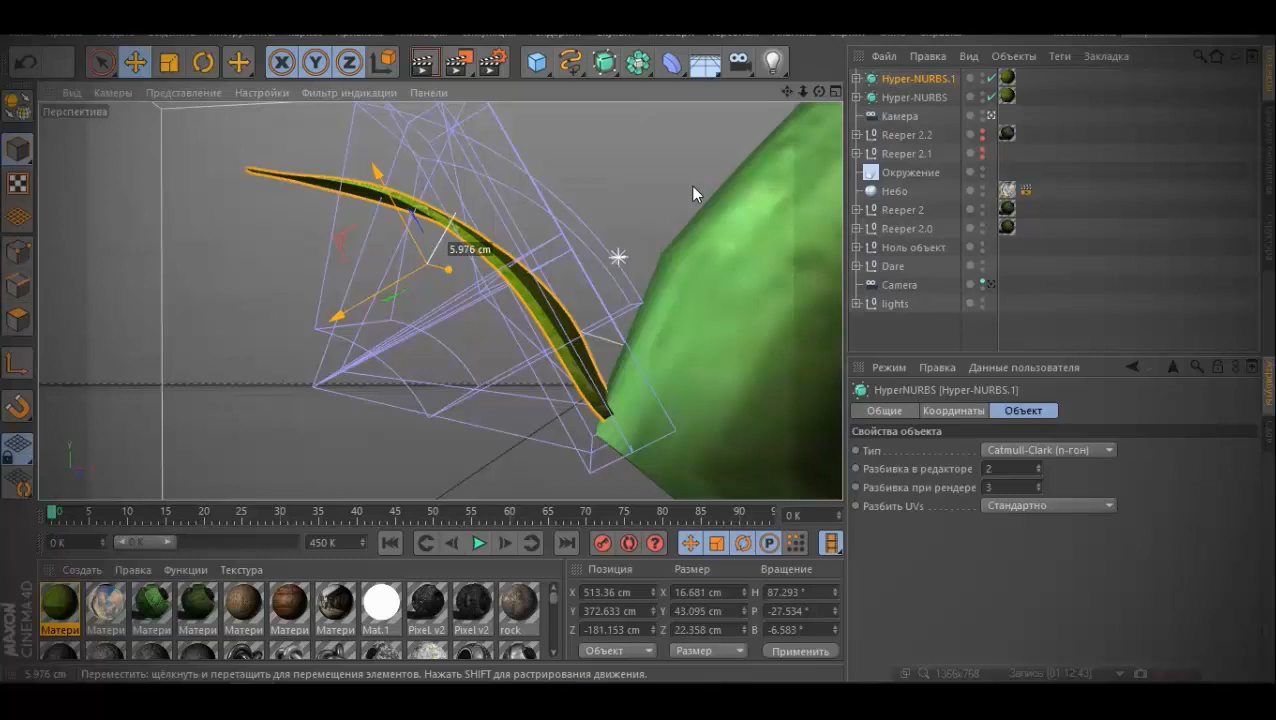 Файл Правка Вид Объекты Теги Закладка
Вид Камеры Представление Настройки Фильтр индикации Панели
Перспектива
Hyper-NURBS.1
Hyper-NURBS
Камера
Reeper 2.2
Reeper 2.1
Окружение
Небо
Reeper 2
Reeper 2.0
Ноль объект
Dare
Camera
lights
5.976 cm
Режим Правка Данные пользователя
HyperNURBS [Hyper-NURBS.1]
Общие Координаты Объект
Свойства объекта
Тип Catmull-Clark (n-гон)
Разбивка в редакторе 2
Разбивка при рендере 3
Разбить UVs Стандартно
Y
0 5 10 15 20 25 30 35 40 45 50 55 60 65 70 75 80 85 90 95 0 K
0 K 0 K 450 K
Создать Правка Функции Текстура
Матери Матери Матери Матери Матери Матери Матери Mat.1 PixeL v2 PixeL v2 rock
Позиция Размер Вращение
X 513.36 cm X 16.681 cm H 87.293 °
Y 372.633 cm Y 43.095 cm P -27.534 °
Z -181.153 cm Z 22.358 cm B -6.583 °
Объект Размер Применить
MAXON CINEMA 4D
5.976 cm Переместить: щёлкнуть и перетащить для перемещения элементов. Нажать SHIFT для растрирования движения.
1366x768 Запись [01:12:43]